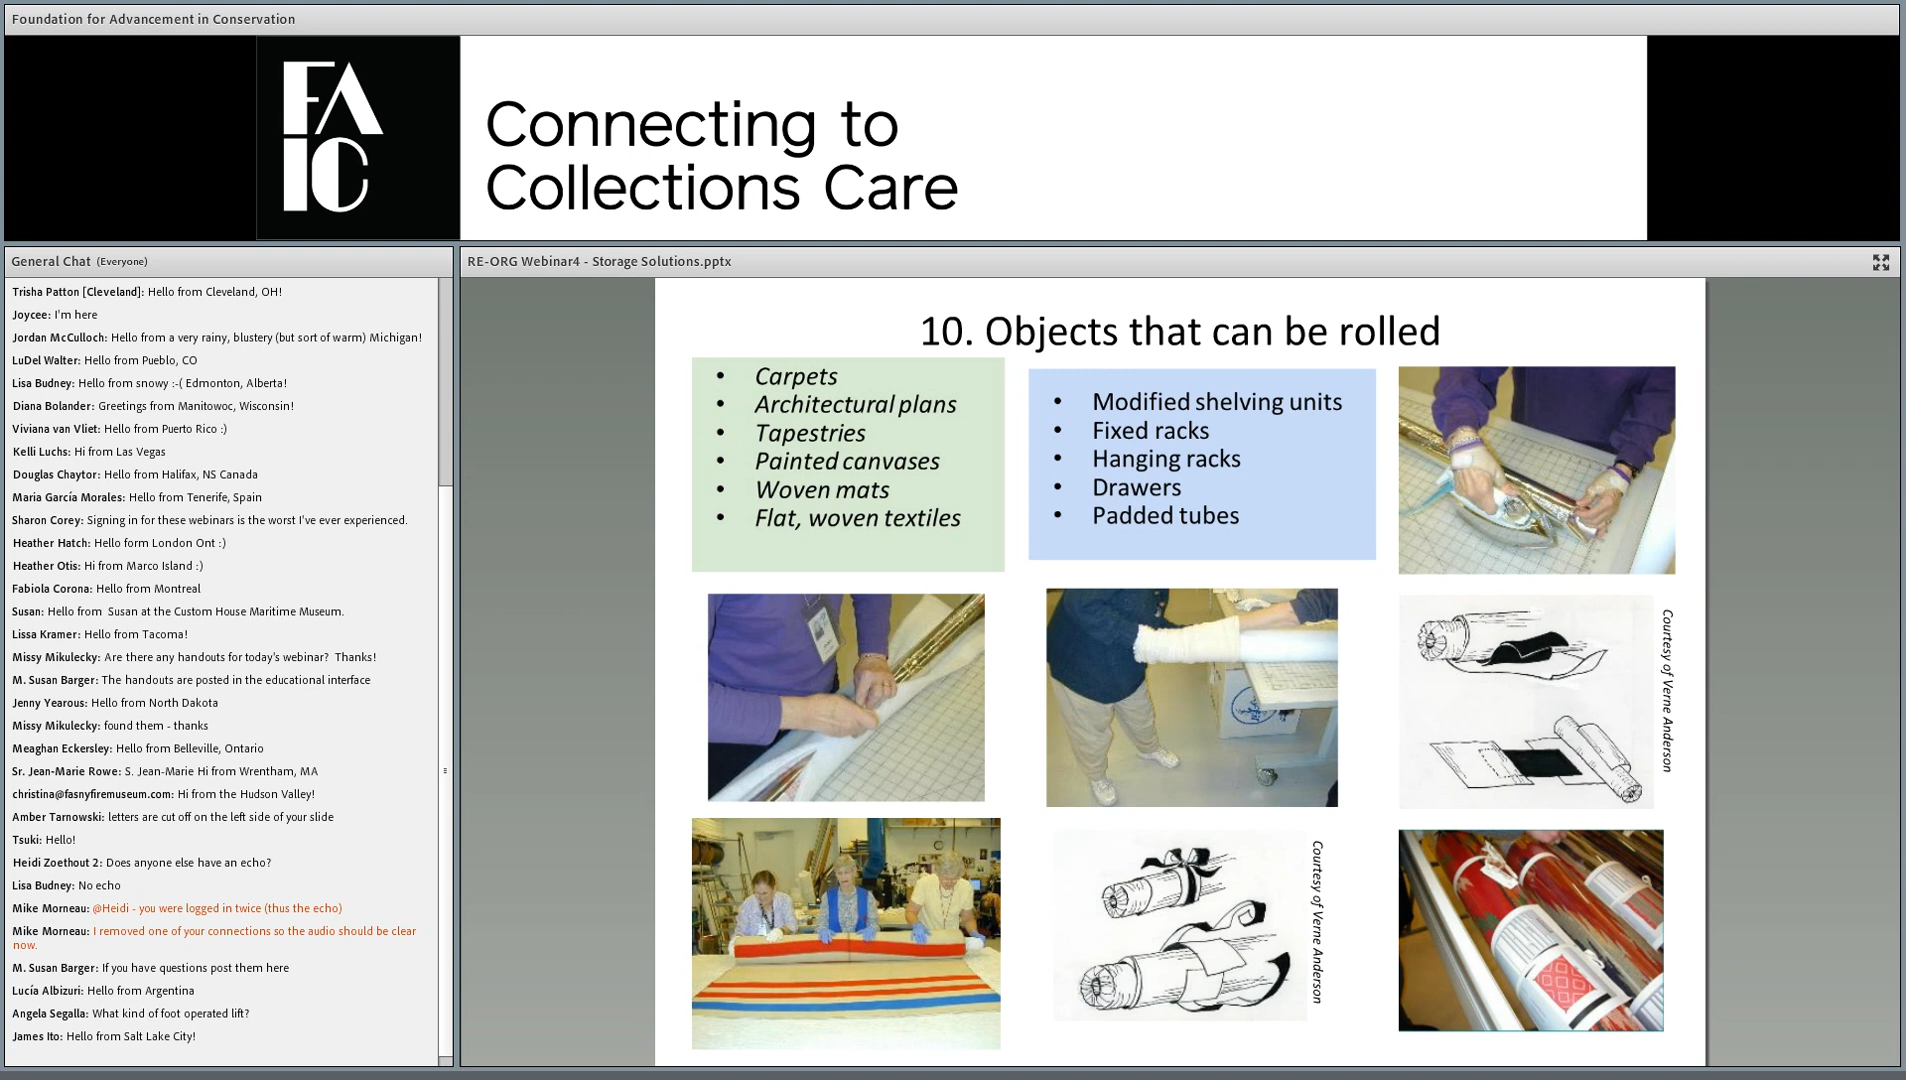 Foundation for Advancement in Conservation
FA
IC
Connecting to
Collections Care
General Chat (Everyone)
Trisha Patton [Cleveland]: Hello from Cleveland, OH!
Joycee: I'm here
Jordan McCulloch: Hello from a very rainy, blustery (but sort of warm) Michigan!
LuDel Walter: Hello from Pueblo, CO
Lisa Budney: Hello from snowy :-( Edmonton, Alberta!
Diana Bolander: Greetings from Manitowoc, Wisconsin!
Viviana van Vliet: Hello from Puerto Rico :)
Kelli Luchs: Hi from Las Vegas
Douglas Chaytor: Hello from Halifax, NS Canada
Maria García Morales: Hello from Tenerife, Spain
Sharon Corey: Signing in for these webinars is the worst I've ever experienced.
Heather Hatch: Hello form London Ont :)
Heather Otis: Hi from Marco Island :)
Fabiola Corona: Hello from Montreal
Susan: Hello from  Susan at the Custom House Maritime Museum.
Lissa Kramer: Hello from Tacoma!
Missy Mikulecky: Are there any handouts for today's webinar?  Thanks!
M. Susan Barger: The handouts are posted in the educational interface
Jenny Yearous: Hello from North Dakota
Missy Mikulecky: found them - thanks
Meaghan Eckersley: Hello from Belleville, Ontario
Sr. Jean-Marie Rowe: S. Jean-Marie Hi from Wrentham, MA
christina@fasnyfiremuseum.com: Hi from the Hudson Valley!
Amber Tarnowski: letters are cut off on the left side of your slide
Tsuki: Hello!
Heidi Zoethout 2: Does anyone else have an echo?
Lisa Budney: No echo
Mike Morneau: @Heidi - you were logged in twice (thus the echo)
Mike Morneau: I removed one of your connections so the audio should be clear
now.
M. Susan Barger: If you have questions post them here
Lucía Albizuri: Hello from Argentina
Angela Segalla: What kind of foot operated lift?
James Ito: Hello from Salt Lake City!
RE-ORG Webinar4 - Storage Solutions.pptx
10. Objects that can be rolled
• Carpets
• Architectural plans
• Tapestries
• Painted canvases
• Woven mats
• Flat, woven textiles
• Modified shelving units
• Fixed racks
• Hanging racks
• Drawers
• Padded tubes
Courtesy of Verne Anderson
Courtesy of Verne Anderson